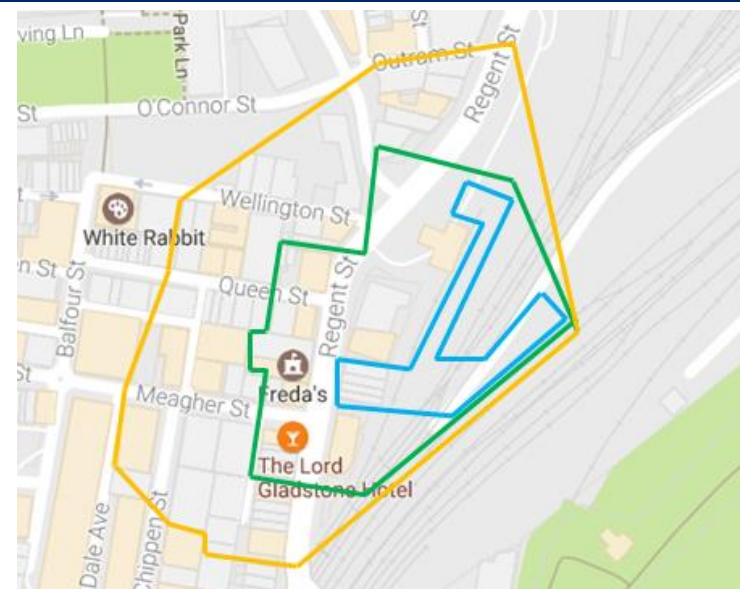 ving Ln
Park Ln
St
Outram St
Regent St
St
O'Connor St
Wellington St
White Rabbit
n St
Queen St
Regent St
Balfour St
St
Freda's
Meagher St
The Lord
Gladstone Hotel
Dale Ave
Chippen St